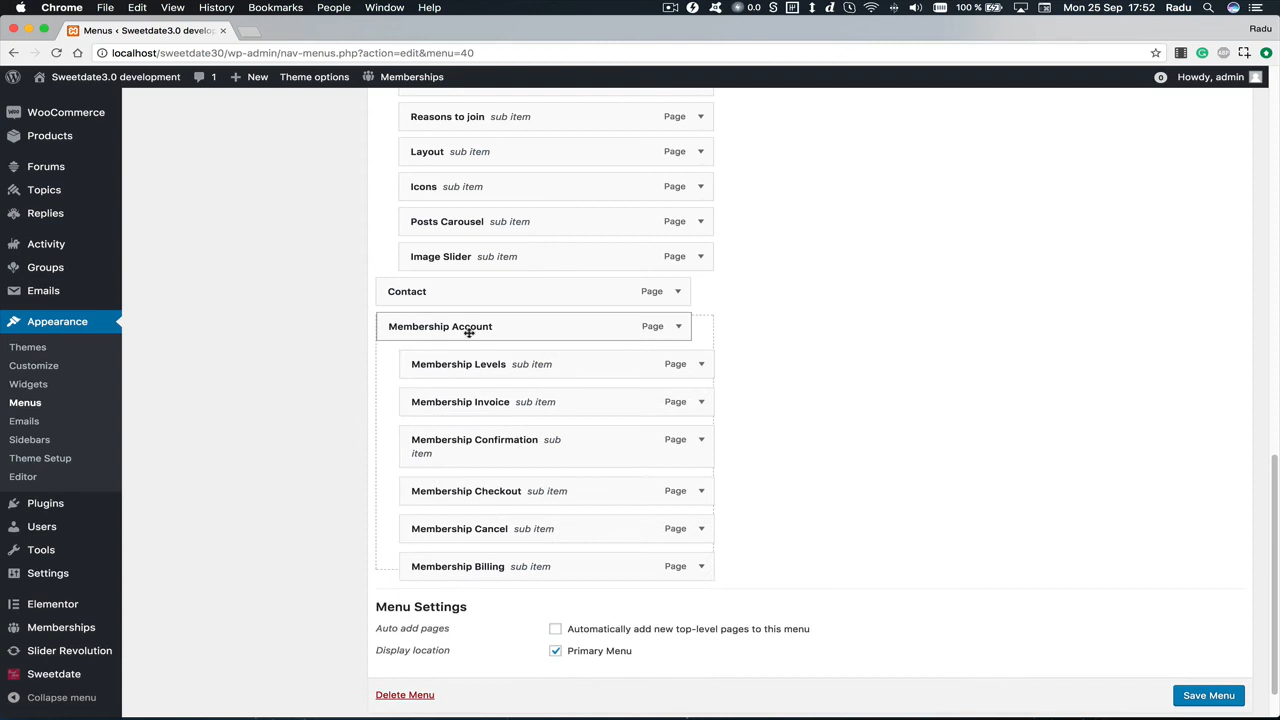 Chrome File Edit View History Bookmarks People Window Help
0.0 100 % Mon 25 Sep 17:52 Radu
Menus ‹ Sweetdate3.0 develo
Radu
localhost/sweetdate30/wp-admin/nav-menus.php?action=edit&menu=40
Sweetdate3.0 development 1 New Theme options Memberships 0 Howdy, admin
WooCommerce
Products
Forums
Topics
Replies
Activity
Groups
Emails
Appearance
Themes
Customize
Widgets
Menus
Emails
Sidebars
Theme Setup
Editor
Plugins
Users
Tools
Settings
Elementor
Memberships
Slider Revolution
Sweetdate
Collapse menu
Reasons to join sub item Page
Layout sub item Page
Icons sub item Page
Posts Carousel sub item Page
Image Slider sub item Page
Contact Page
Membership Account Page
Membership Levels sub item Page
Membership Invoice sub item Page
Membership Confirmation sub Page
item
Membership Checkout sub item Page
Membership Cancel sub item Page
Membership Billing sub item Page
Menu Settings
Auto add pages Automatically add new top-level pages to this menu
Display location Primary Menu
Delete Menu Save Menu